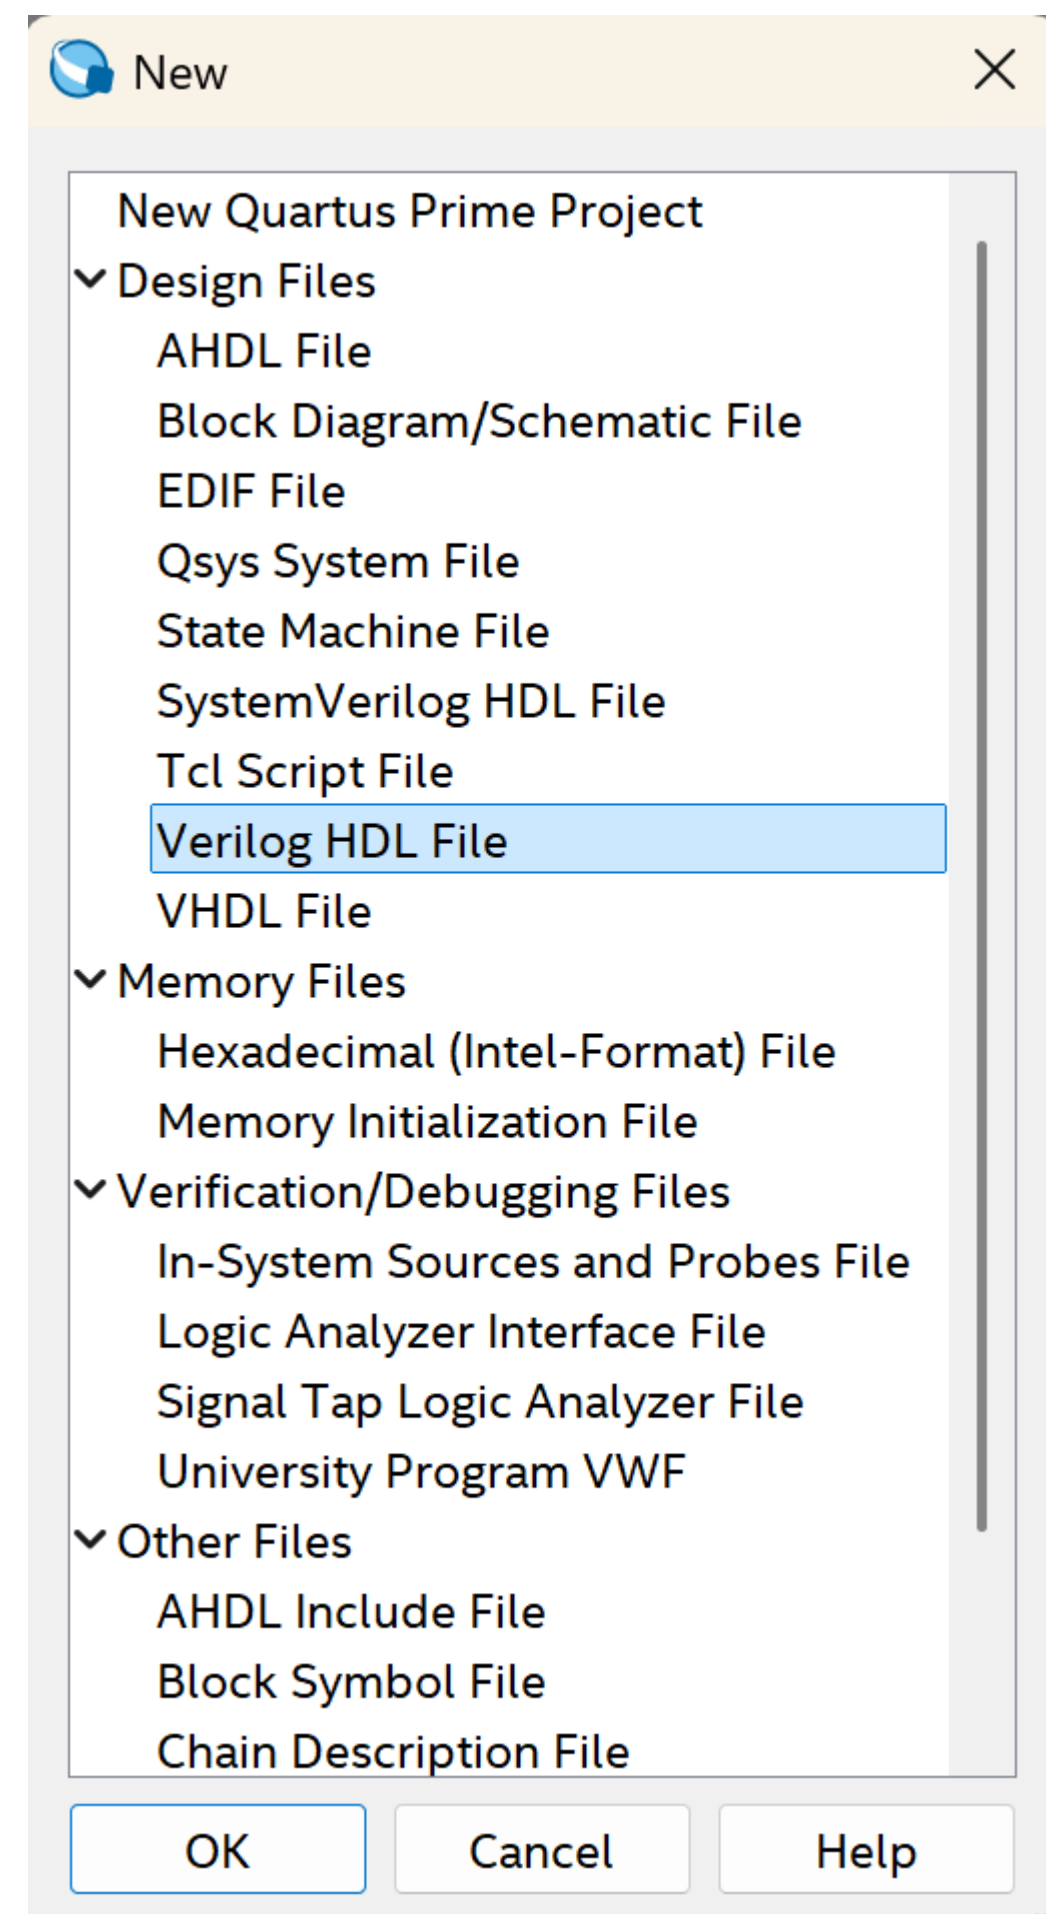 New
New Quartus Prime Project
Design Files
AHDL File
Block Diagram/Schematic File
EDIF File
Qsys System File
State Machine File
SystemVerilog HDL File
Tcl Script File
Verilog HDL File
VHDL File
Memory Files
Hexadecimal (Intel-Format) File
Memory Initialization File
Verification/Debugging Files
In-System Sources and Probes File
Logic Analyzer Interface File
Signal Tap Logic Analyzer File
University Program VWF
Other Files
AHDL Include File
Block Symbol File
Chain Description File
OK Cancel Help